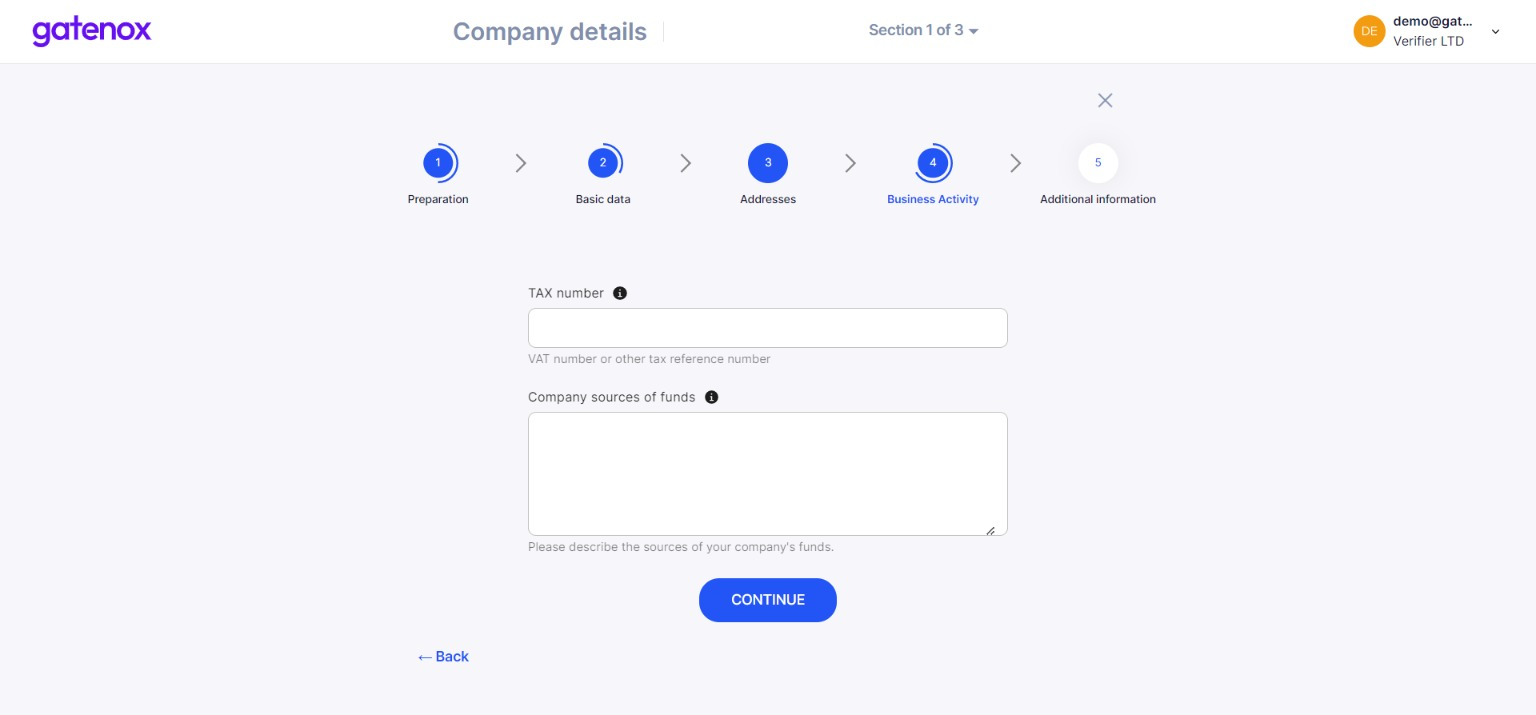 gatenox
Company details
Section 1 of 3
DE
demo@gat...
Verifier LTD
1
2
3
4
5
Preparation
Basic data
Addresses
Business Activity
Additional information
TAX number
VAT number or other tax reference number
Company sources of funds
Please describe the sources of your company's funds.
CONTINUE
← Back